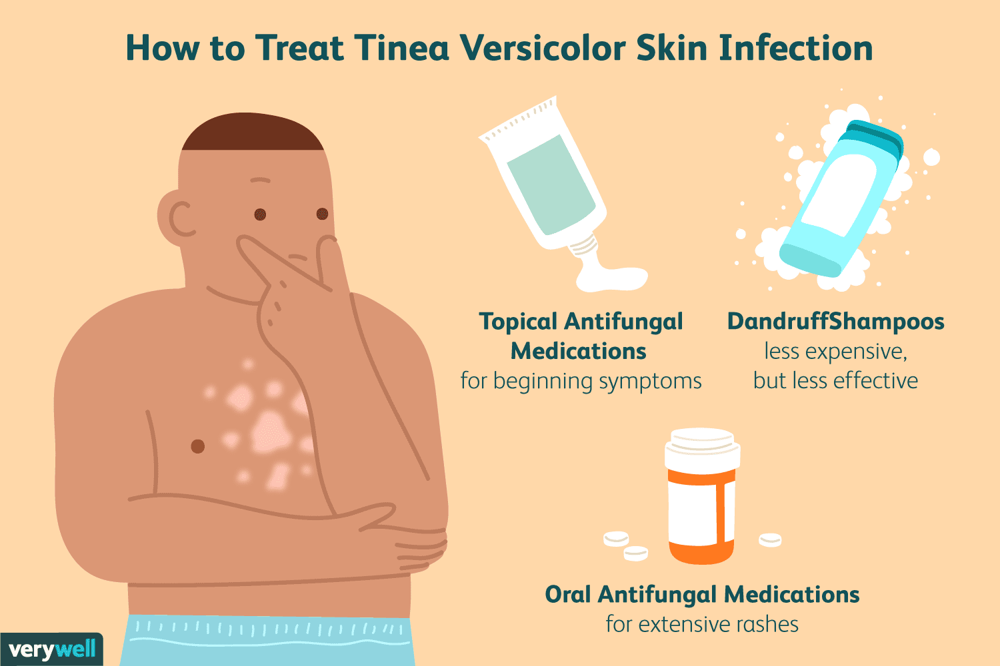 How to Treat Tinea Versicolor Skin Infection
Topical Antifungal
Medications
for beginning symptoms
DandruffShampoos
less expensive,
but less effective
Oral Antifungal Medications
for extensive rashes
verywell